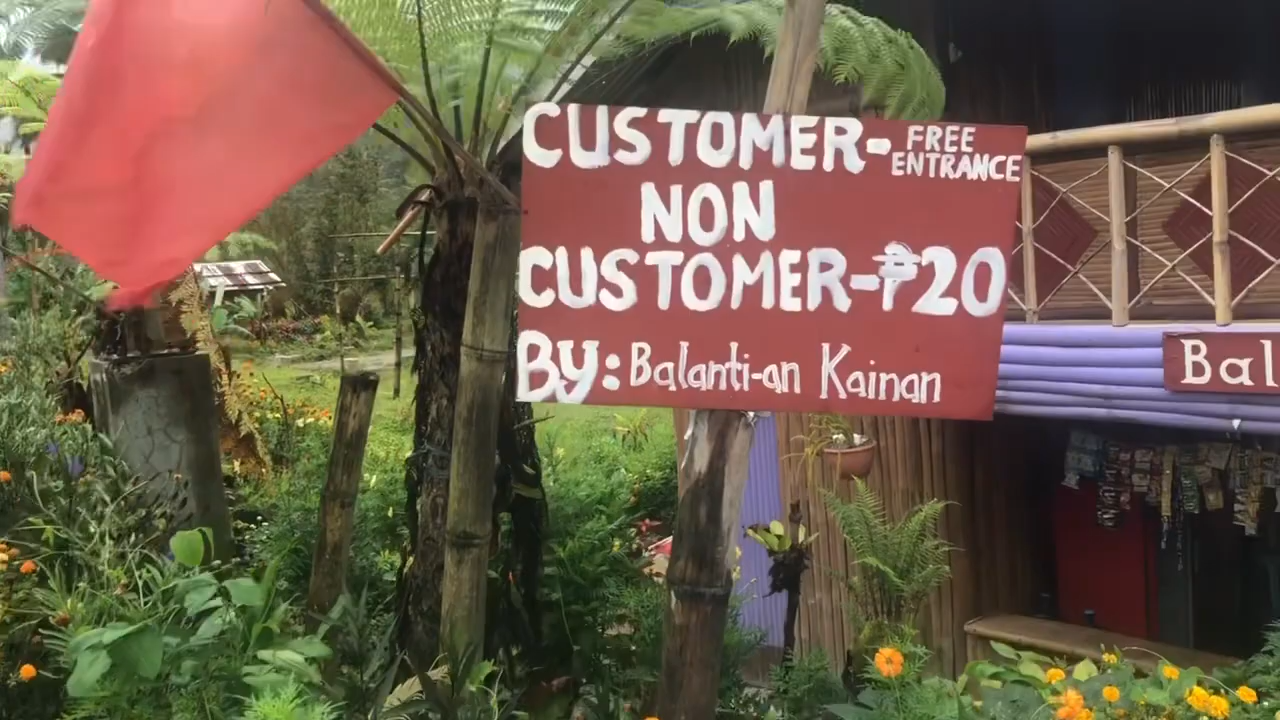 CUSTOMER-FREE ENTRANCE
NON
CUSTOMER-₱20
By: Balanti-an Kainan
Bal